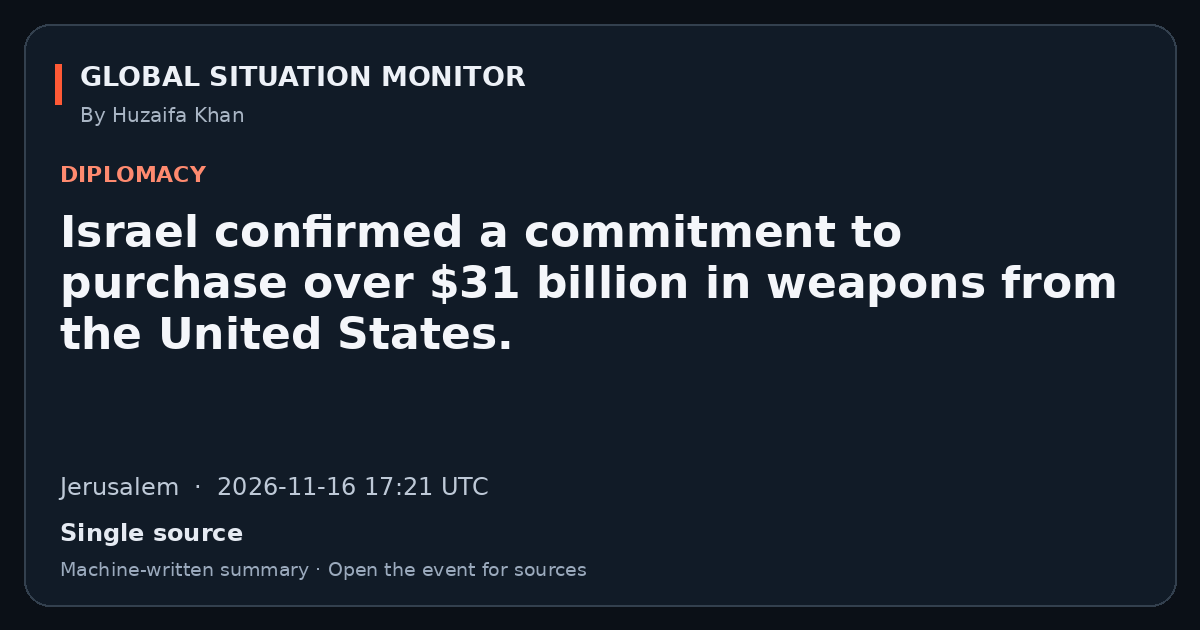 GLOBAL SITUATION MONITOR
By Huzaifa Khan
DIPLOMACY
Israel confirmed a commitment to
purchase over $31 billion in weapons from
the United States.
Jerusalem · 2026-11-16 17:21 UTC
Single source
Machine-written summary · Open the event for sources